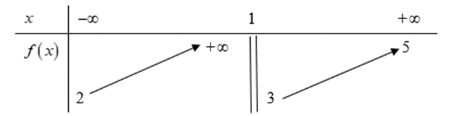 x -∞ 1 +∞
f(x) +∞ 5
2 3